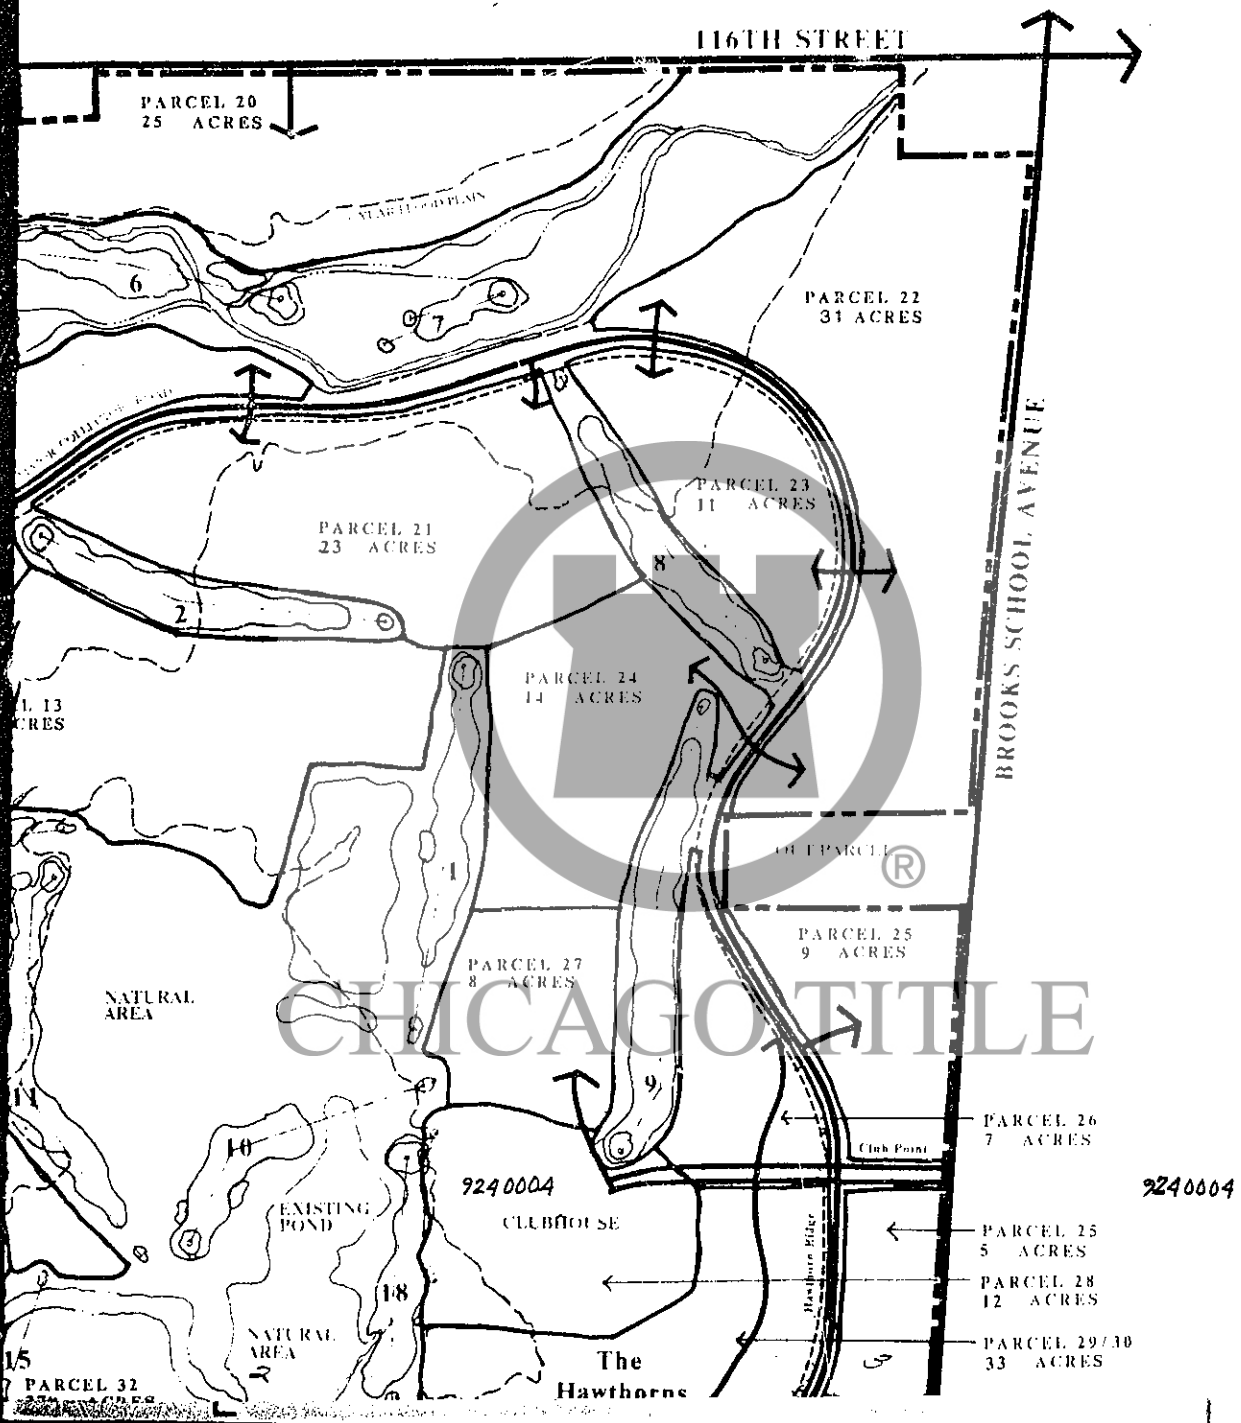 116TH STREET
PARCEL 20
25 ACRES
FLOOD PLAIN
6
7
PARCEL 22
31 ACRES
BROOKS SCHOOL AVENUE
PARCEL 23
11 ACRES
PARCEL 21
23 ACRES
8
2
PARCEL 24
14 ACRES
L 13
CRES
OUTPARCEL
®
1
PARCEL 25
9 ACRES
PARCEL 27
8 ACRES
NATURAL
AREA
CHICAGO TITLE
9
11
PARCEL 26
7 ACRES
10
Club Point
9240004
9240004
EXISTING
POND
CLUBHOUSE
Hawthorn Ridge
PARCEL 25
5 ACRES
PARCEL 28
12 ACRES
18
NATURAL
AREA
PARCEL 29/30
33 ACRES
15
The
Hawthorns
PARCEL 32